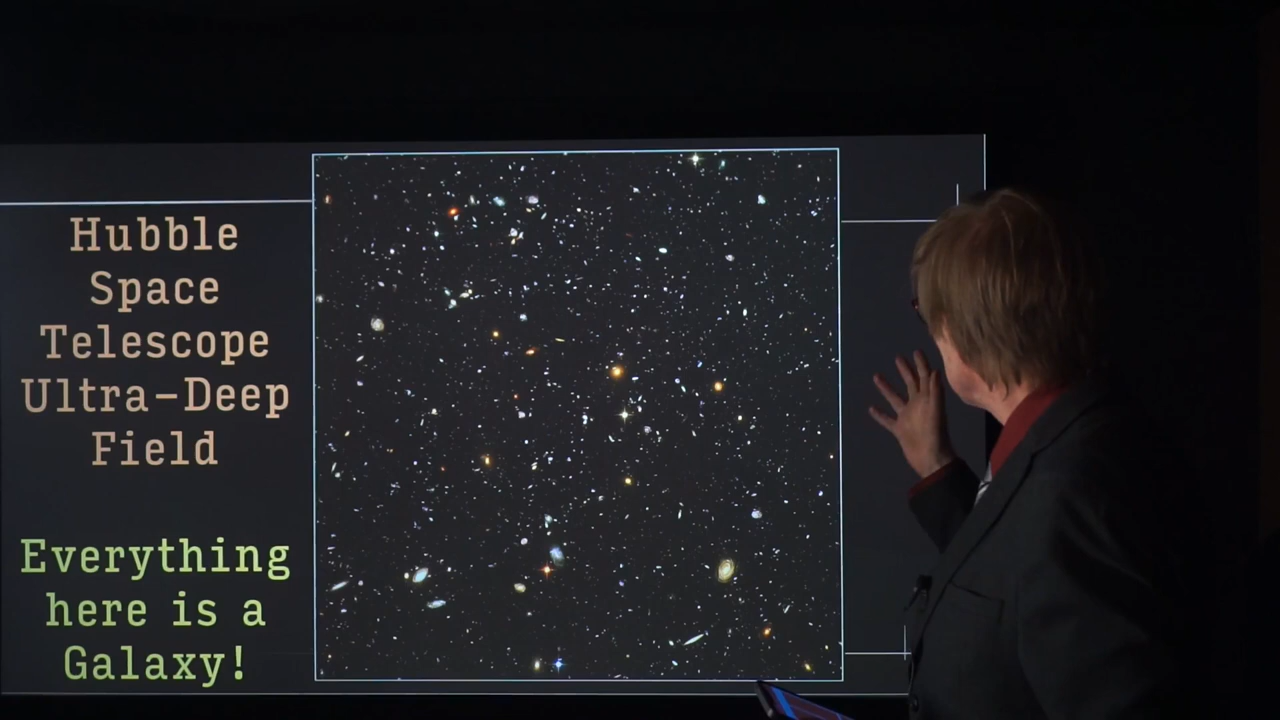 Hubble
Space
Telescope
Ultra-Deep
Field
Everything
here is a
Galaxy!